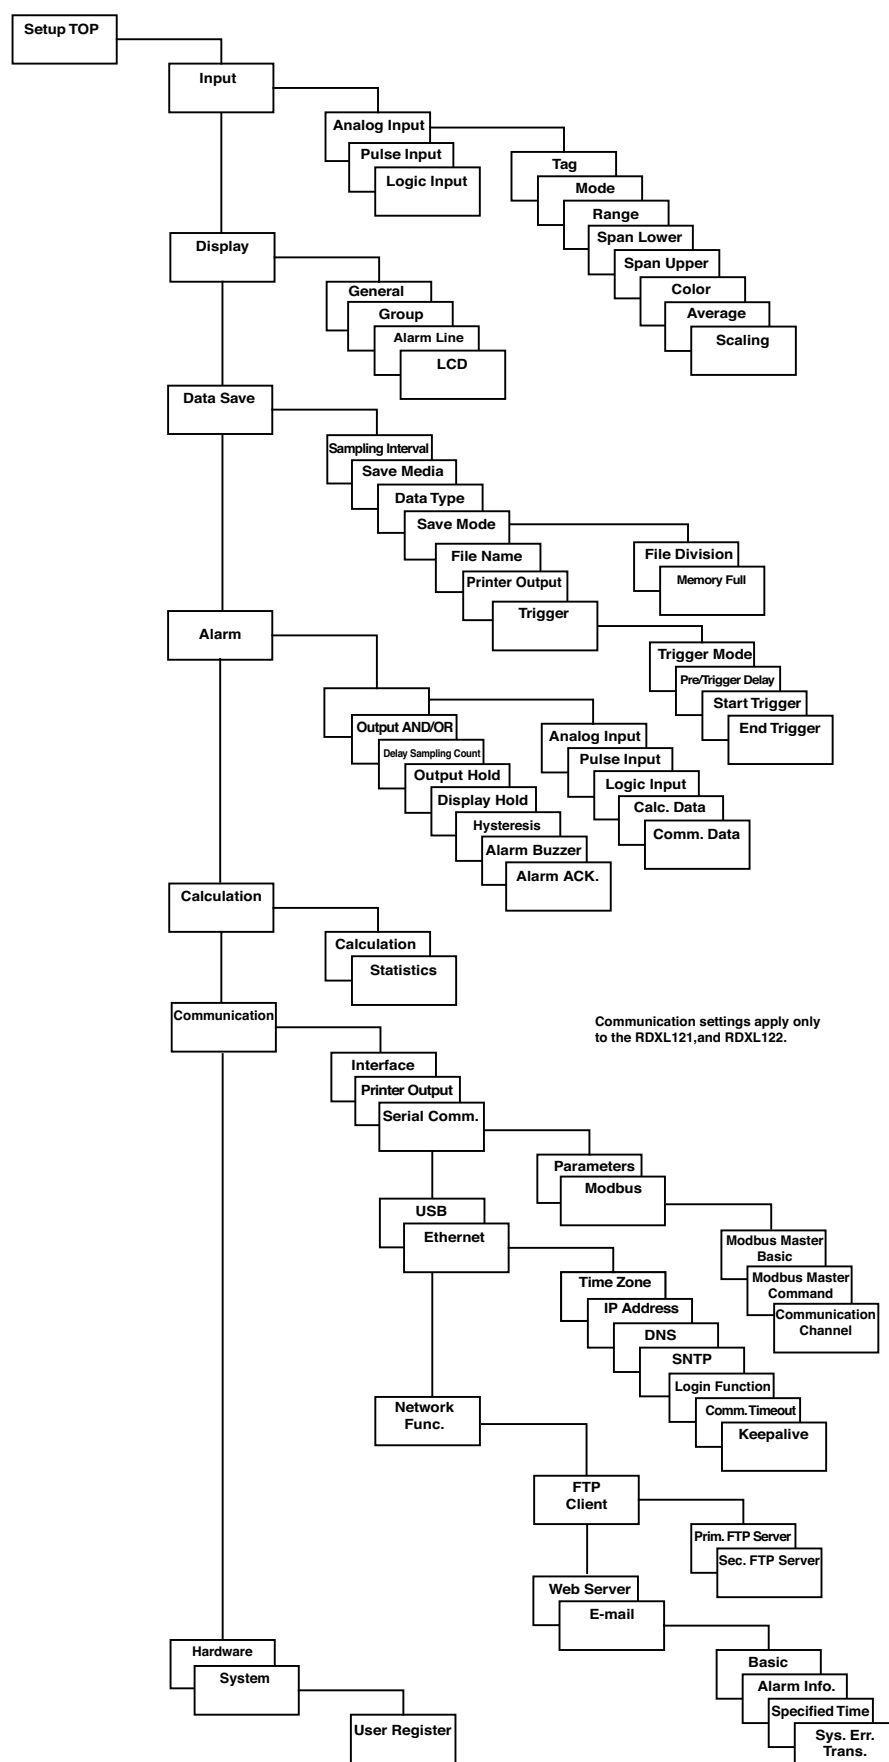 Setup TOP
Input
Analog Input
Pulse Input
Logic Input
Tag
Mode
Range
Span Lower
Span Upper
Color
Average
Scaling
Display
General
Group
Alarm Line
LCD
Data Save
Sampling Interval
Save Media
Data Type
Save Mode
File Name
Printer Output
Trigger
File Division
Memory Full
Trigger Mode
Pre/Trigger Delay
Start Trigger
End Trigger
Alarm
Output AND/OR
Delay Sampling Count
Output Hold
Display Hold
Hysteresis
Alarm Buzzer
Alarm ACK.
Analog Input
Pulse Input
Logic Input
Calc. Data
Comm. Data
Calculation
Calculation
Statistics
Communication
Communication settings apply only
to the RDXL121,and RDXL122.
Interface
Printer Output
Serial Comm.
Parameters
Modbus
Modbus Master
Basic
Modbus Master
Command
Communication
Channel
USB
Ethernet
Time Zone
IP Address
DNS
SNTP
Login Function
Comm.Timeout
Keepalive
Network
Func.
FTP
Client
Prim. FTP Server
Sec. FTP Server
Web Server
E-mail
Basic
Alarm Info.
Specified Time
Sys. Err.
Trans.
Hardware
System
User Register